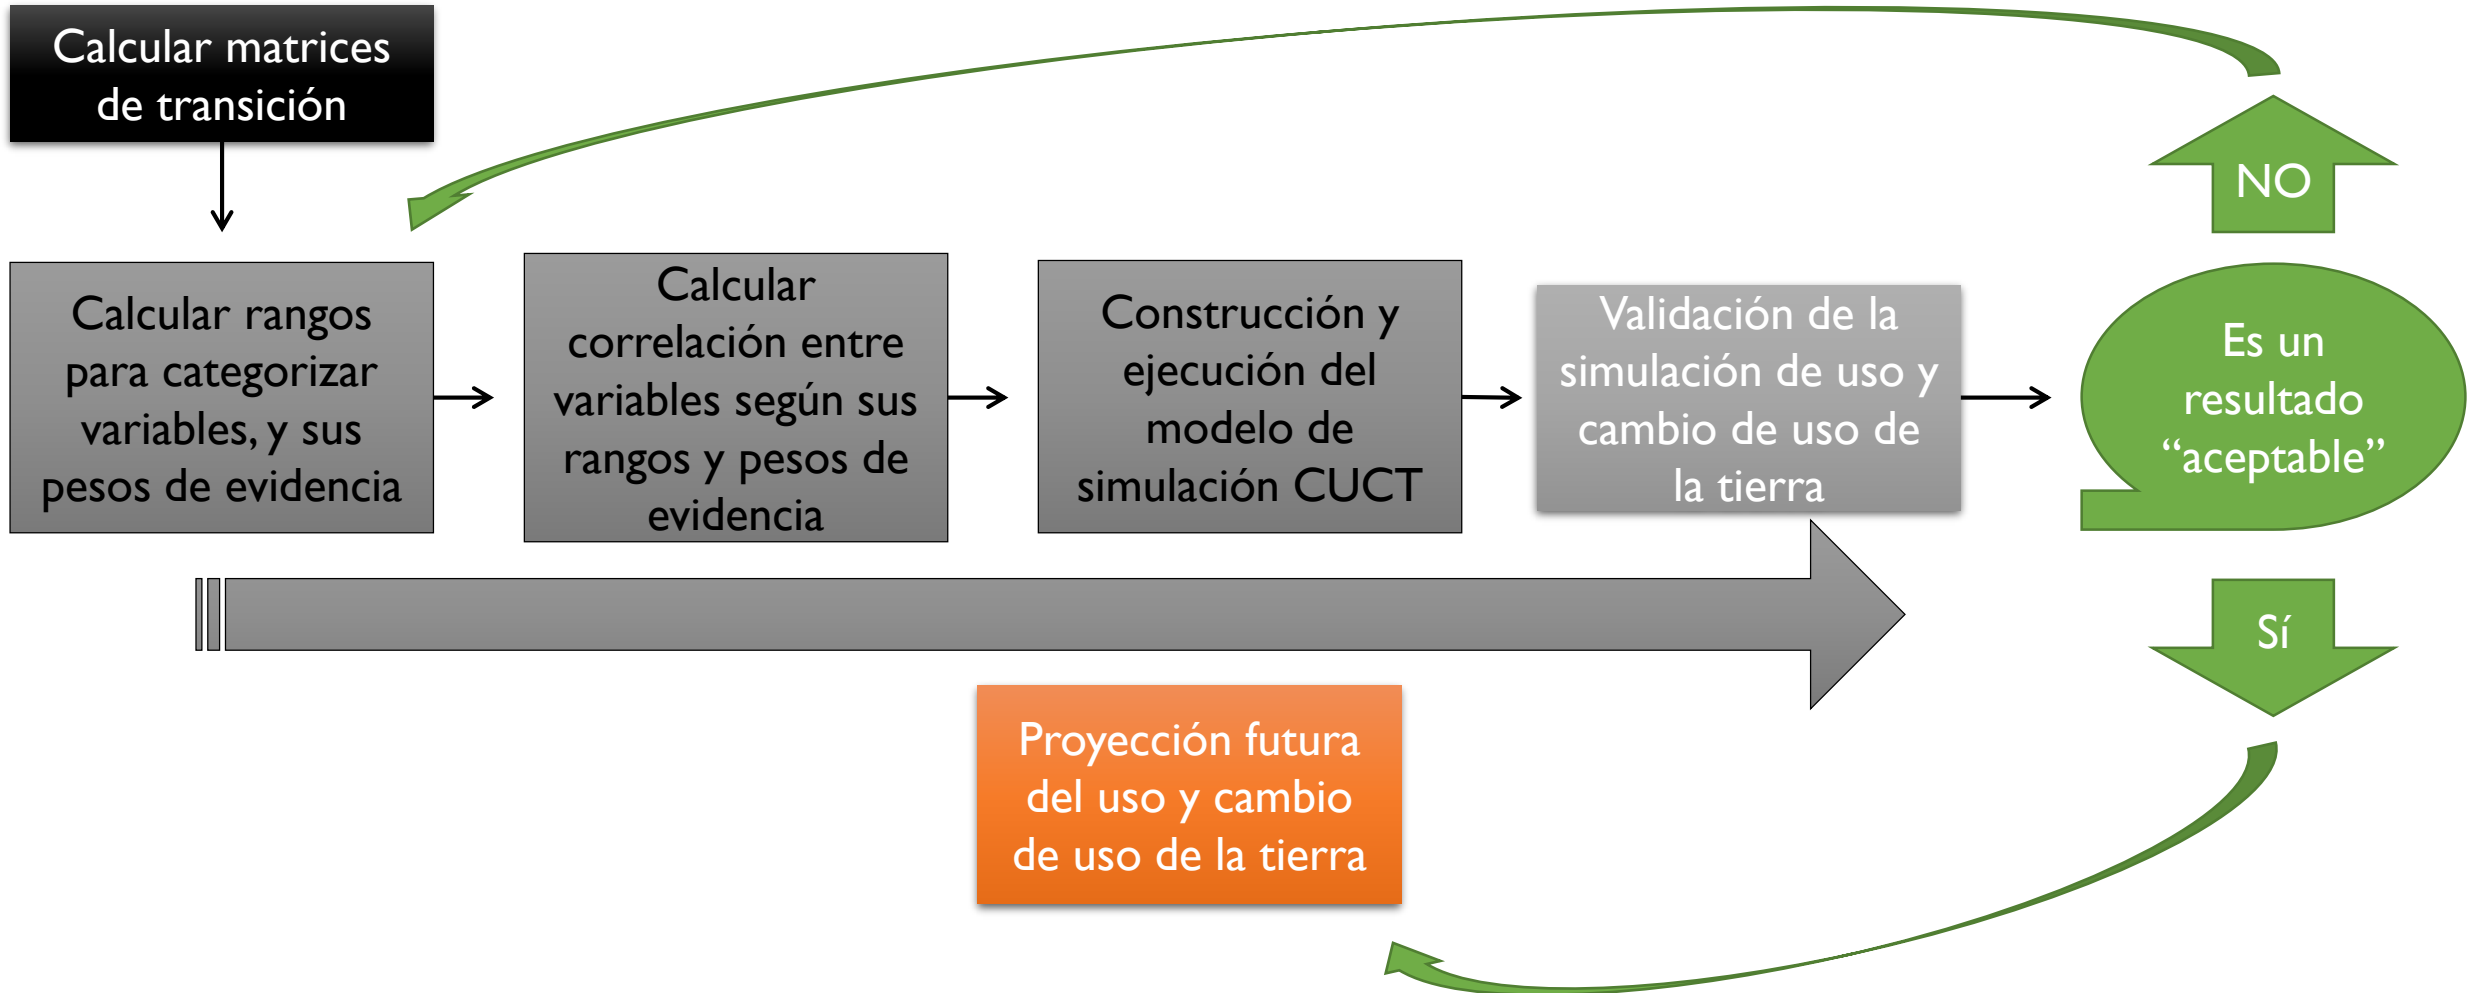 Calcular matrices
de transición
NO
Calcular rangos
para categorizar
variables, y sus
pesos de evidencia
Calcular
correlación entre
variables según sus
rangos y pesos de
evidencia
Construcción y
ejecución del
modelo de
simulación CUCT
Validación de la
simulación de uso y
cambio de uso de
la tierra
Es un
resultado
“aceptable”
Sí
Proyección futura
del uso y cambio
de uso de la tierra